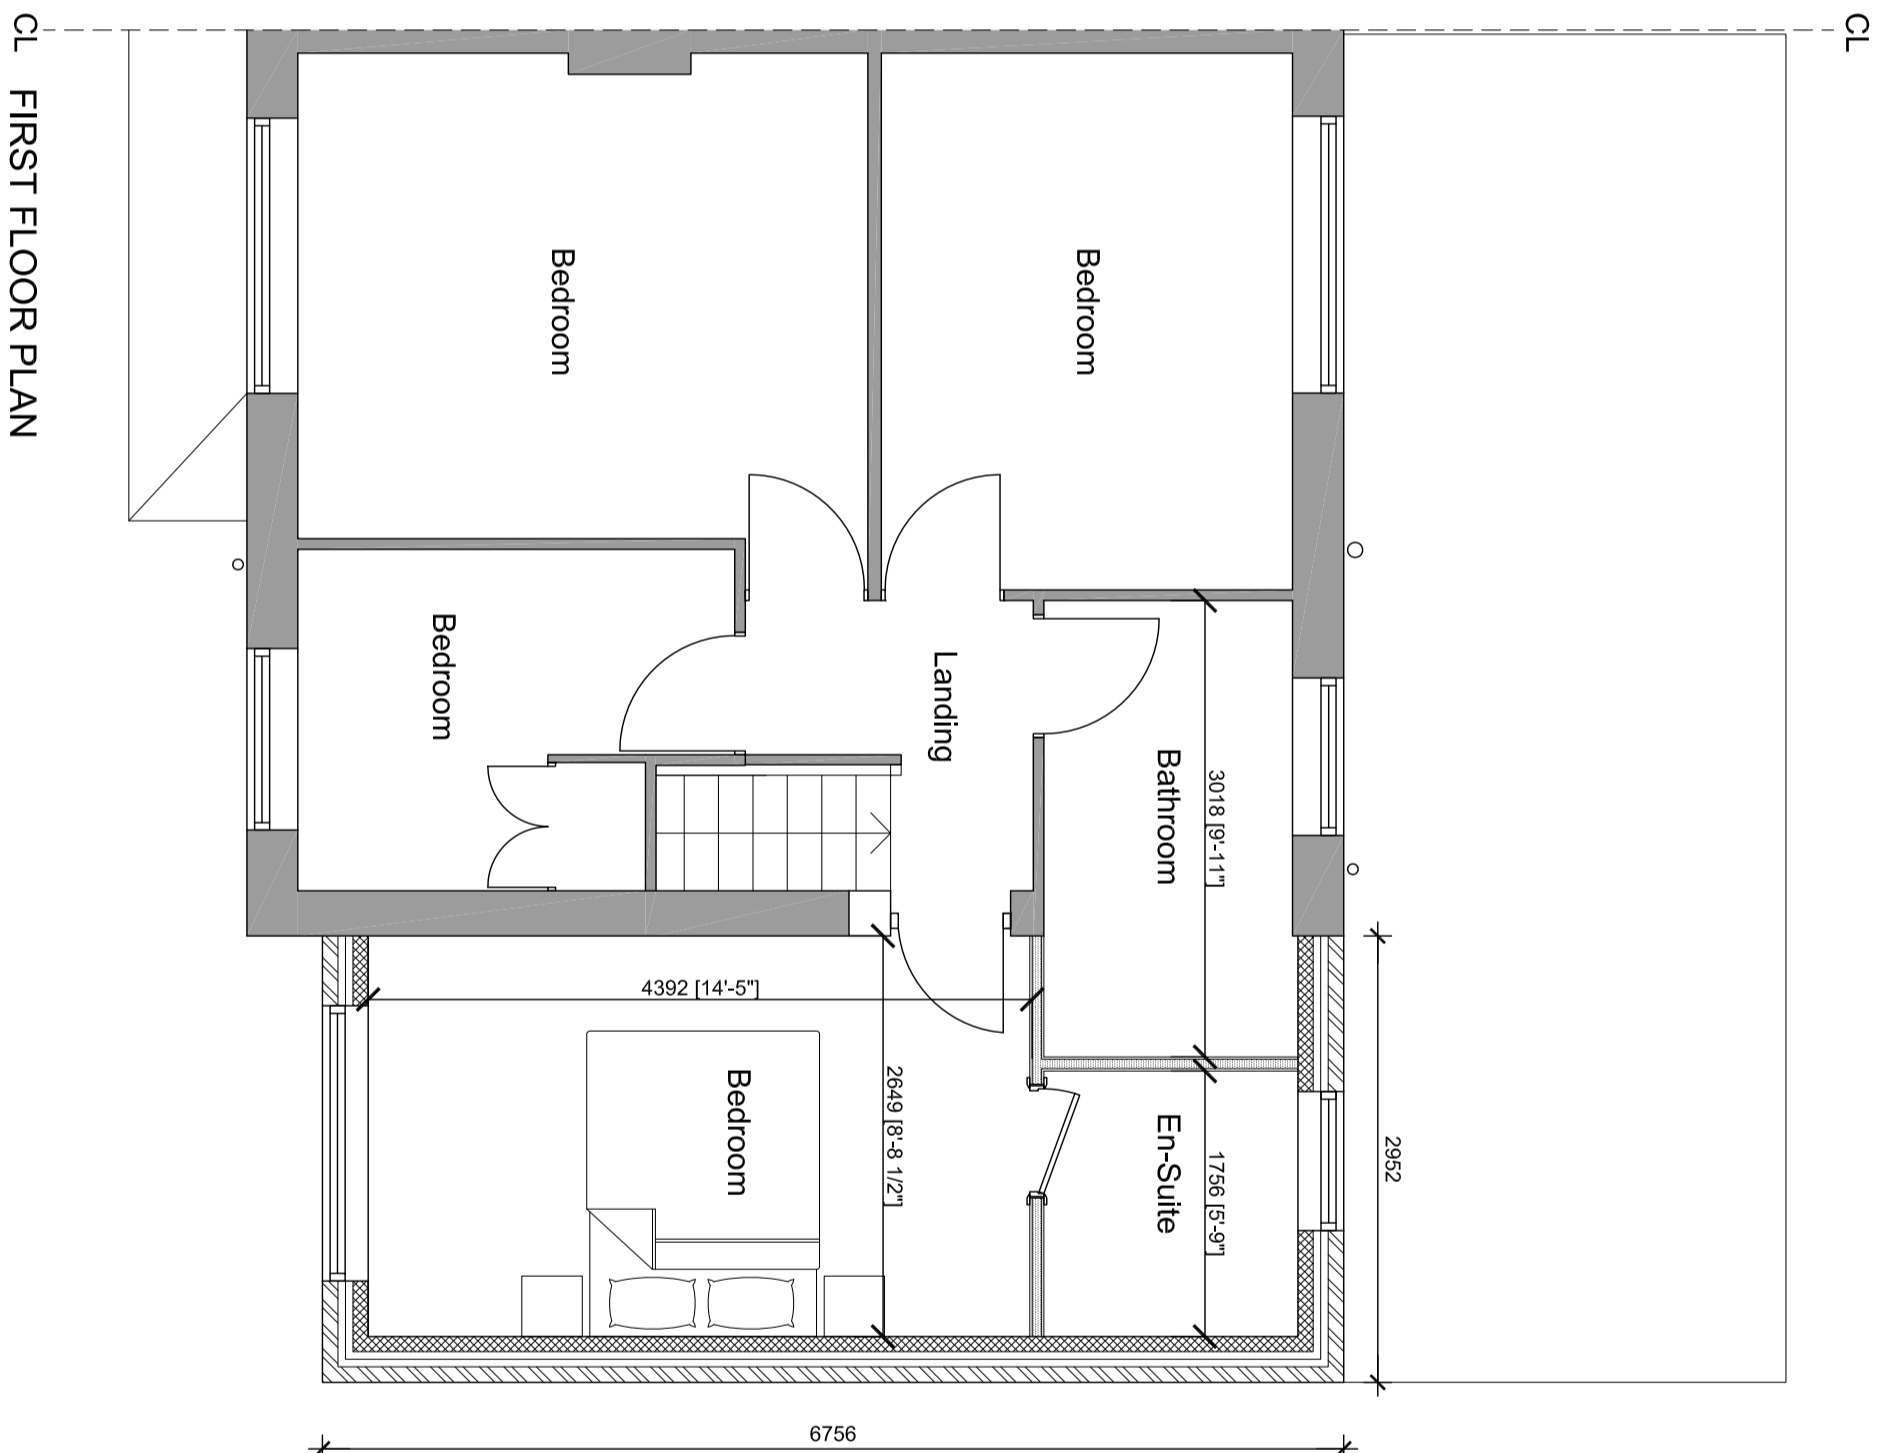 CL
CL
FIRST FLOOR PLAN
Bedroom
Bedroom
Bedroom
Landing
Bathroom
3018 [9'-11"]
4392 [14'-5"]
Bedroom
2649 [8'-8 1/2"]
En-Suite
1756 [5'-9"]
2952
6756